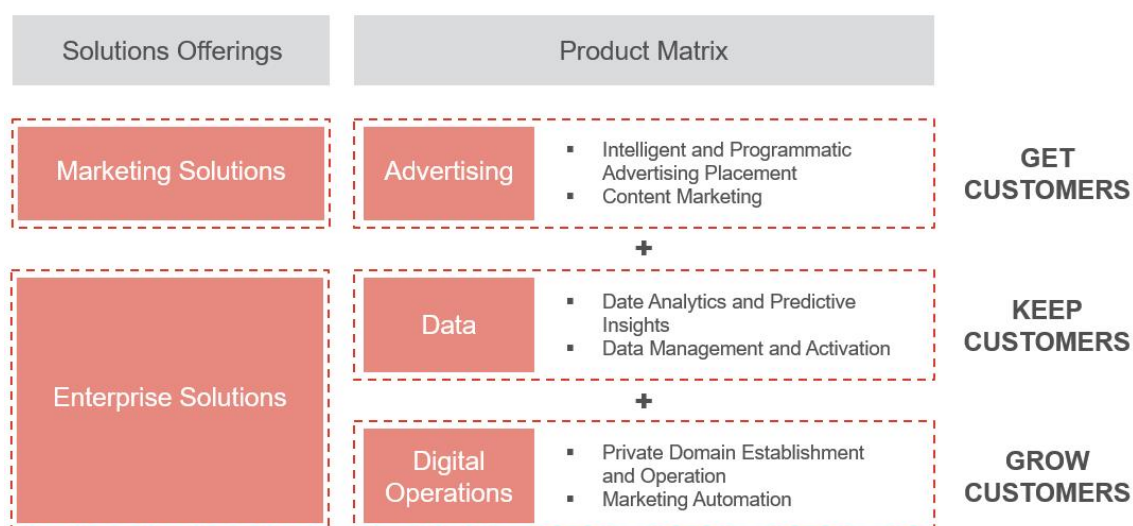 Solutions Offerings
Product Matrix
Marketing Solutions
Advertising
▪ Intelligent and Programmatic
Advertising Placement
▪ Content Marketing
GET
CUSTOMERS
+
Enterprise Solutions
Data
▪ Date Analytics and Predictive
Insights
▪ Data Management and Activation
KEEP
CUSTOMERS
+
Digital
Operations
▪ Private Domain Establishment
and Operation
▪ Marketing Automation
GROW
CUSTOMERS